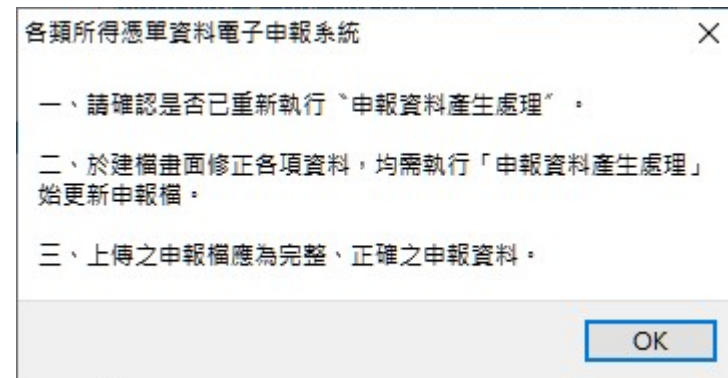 各類所得憑單資料電子申報系統
一、請確認是否已重新執行〝申報資料產生處理〞。
二、於建檔畫面修正各項資料，均需執行「申報資料產生處理」
始更新申報檔。
三、上傳之申報檔應為完整、正確之申報資料。
OK